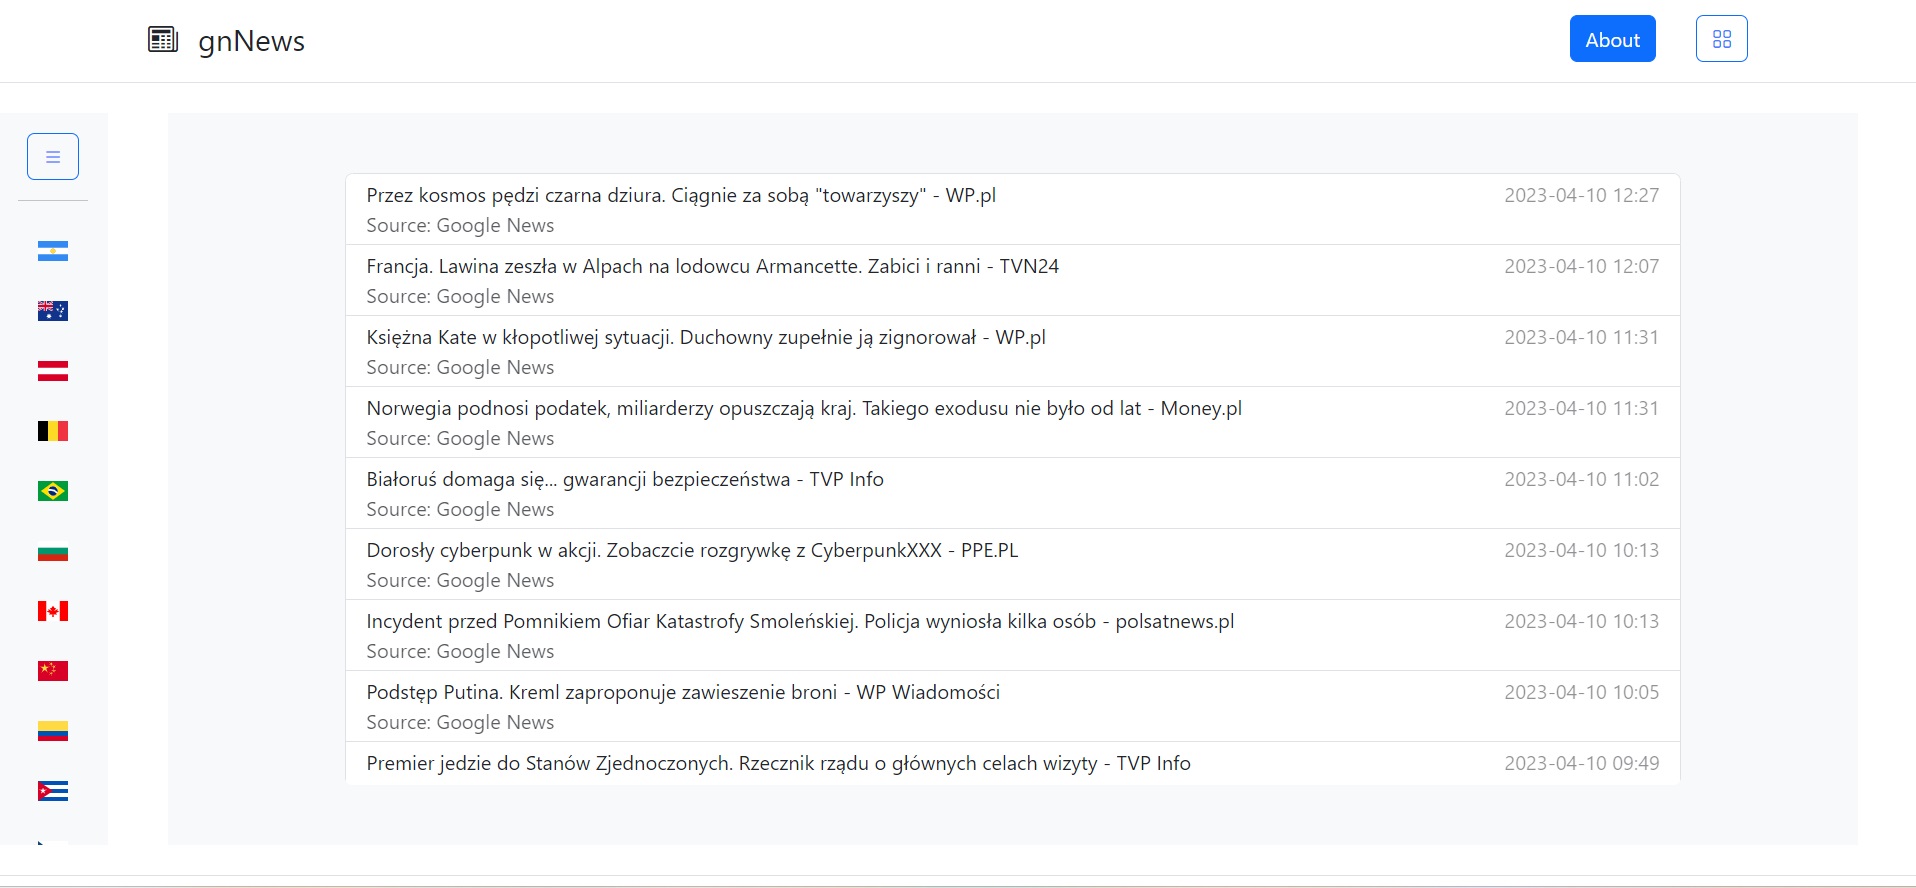 gnNews
About
Przez kosmos pędzi czarna dziura. Ciągnie za sobą "towarzyszy" - WP.pl 2023-04-10 12:27
Source: Google News
Francja. Lawina zeszła w Alpach na lodowcu Armancette. Zabici i ranni - TVN24 2023-04-10 12:07
Source: Google News
Księżna Kate w kłopotliwej sytuacji. Duchowny zupełnie ją zignorował - WP.pl 2023-04-10 11:31
Source: Google News
Norwegia podnosi podatek, miliarderzy opuszczają kraj. Takiego exodusu nie było od lat - Money.pl 2023-04-10 11:31
Source: Google News
Białoruś domaga się... gwarancji bezpieczeństwa - TVP Info 2023-04-10 11:02
Source: Google News
Dorosły cyberpunk w akcji. Zobaczcie rozgrywkę z CyberpunkXXX - PPE.PL 2023-04-10 10:13
Source: Google News
Incydent przed Pomnikiem Ofiar Katastrofy Smoleńskiej. Policja wyniosła kilka osób - polsatnews.pl 2023-04-10 10:13
Source: Google News
Podstęp Putina. Kreml zaproponuje zawieszenie broni - WP Wiadomości 2023-04-10 10:05
Source: Google News
Premier jedzie do Stanów Zjednoczonych. Rzecznik rządu o głównych celach wizyty - TVP Info 2023-04-10 09:49